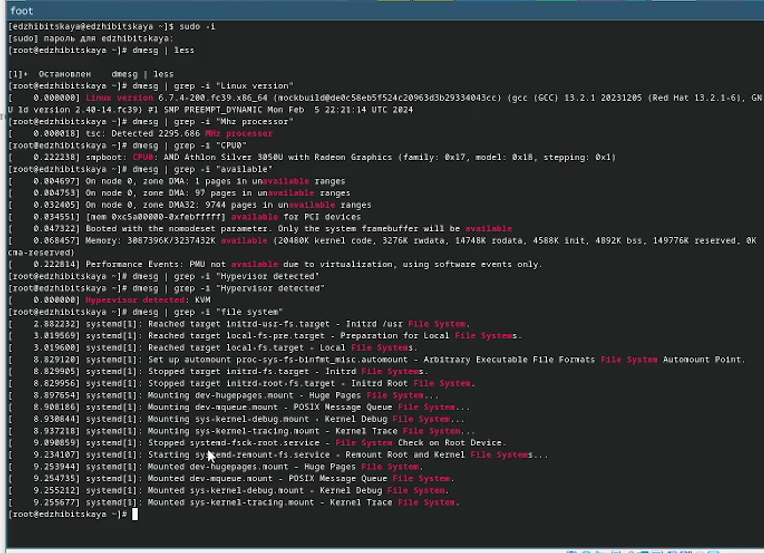 foot
[edzhibitskaya@edzhibitskaya ~]$ sudo -i
[sudo] пароль для edzhibitskaya:
[root@edzhibitskaya ~]# dmesg | less
[1]+  Остановлен    dmesg | less
[root@edzhibitskaya ~]# dmesg | grep -i "Linux version"
[    0.000000] Linux version 6.7.4-200.fc39.x86_64 (mockbuild@de0c58eb5f524c20963d3b29334043cc) (gcc (GCC) 13.2.1 20231205 (Red Hat 13.2.1-6), GN
U ld version 2.40-14.fc39) #1 SMP PREEMPT_DYNAMIC Mon Feb  5 22:21:14 UTC 2024
[root@edzhibitskaya ~]# dmesg | grep -i "Mhz processor"
[    0.000018] tsc: Detected 2295.686 MHz processor
[root@edzhibitskaya ~]# dmesg | grep -i "CPU0"
[    0.222238] smpboot: CPU0: AMD Athlon Silver 3050U with Radeon Graphics (family: 0x17, model: 0x18, stepping: 0x1)
[root@edzhibitskaya ~]# dmesg | grep -i "available"
[    0.004697] On node 0, zone DMA: 1 pages in unavailable ranges
[    0.004753] On node 0, zone DMA: 97 pages in unavailable ranges
[    0.032405] On node 0, zone DMA32: 9744 pages in unavailable ranges
[    0.034551] [mem 0xc5a00000-0xfebfffff] available for PCI devices
[    0.047322] Booted with the nomodeset parameter. Only the system framebuffer will be available
[    0.068457] Memory: 3087396K/3237432K available (20480K kernel code, 3276K rwdata, 14748K rodata, 4588K init, 4892K bss, 149776K reserved, 0K
cma-reserved)
[    0.222814] Performance Events: PMU not available due to virtualization, using software events only.
[root@edzhibitskaya ~]# dmesg | grep -i "Hypevisor detected"
[root@edzhibitskaya ~]# dmesg | grep -i "Hypervisor detected"
[    0.000000] Hypervisor detected: KVM
[root@edzhibitskaya ~]# dmesg | grep -i "file system"
[    2.882232] systemd[1]: Reached target initrd-usr-fs.target - Initrd /usr File System.
[    3.019569] systemd[1]: Reached target local-fs-pre.target - Preparation for Local File Systems.
[    3.019600] systemd[1]: Reached target local-fs.target - Local File Systems.
[    8.829120] systemd[1]: Set up automount proc-sys-fs-binfmt_misc.automount - Arbitrary Executable File Formats File System Automount Point.
[    8.829905] systemd[1]: Stopped target initrd-fs.target - Initrd File Systems.
[    8.829956] systemd[1]: Stopped target initrd-root-fs.target - Initrd Root File System.
[    8.897654] systemd[1]: Mounting dev-hugepages.mount - Huge Pages File System...
[    8.908186] systemd[1]: Mounting dev-mqueue.mount - POSIX Message Queue File System...
[    8.930844] systemd[1]: Mounting sys-kernel-debug.mount - Kernel Debug File System...
[    8.937218] systemd[1]: Mounting sys-kernel-tracing.mount - Kernel Trace File System...
[    9.090859] systemd[1]: Stopped systemd-fsck-root.service - File System Check on Root Device.
[    9.234107] systemd[1]: Starting systemd-remount-fs.service - Remount Root and Kernel File Systems...
[    9.253944] systemd[1]: Mounted dev-hugepages.mount - Huge Pages File System.
[    9.254735] systemd[1]: Mounted dev-mqueue.mount - POSIX Message Queue File System.
[    9.255212] systemd[1]: Mounted sys-kernel-debug.mount - Kernel Debug File System.
[    9.255677] systemd[1]: Mounted sys-kernel-tracing.mount - Kernel Trace File System.
[root@edzhibitskaya ~]#